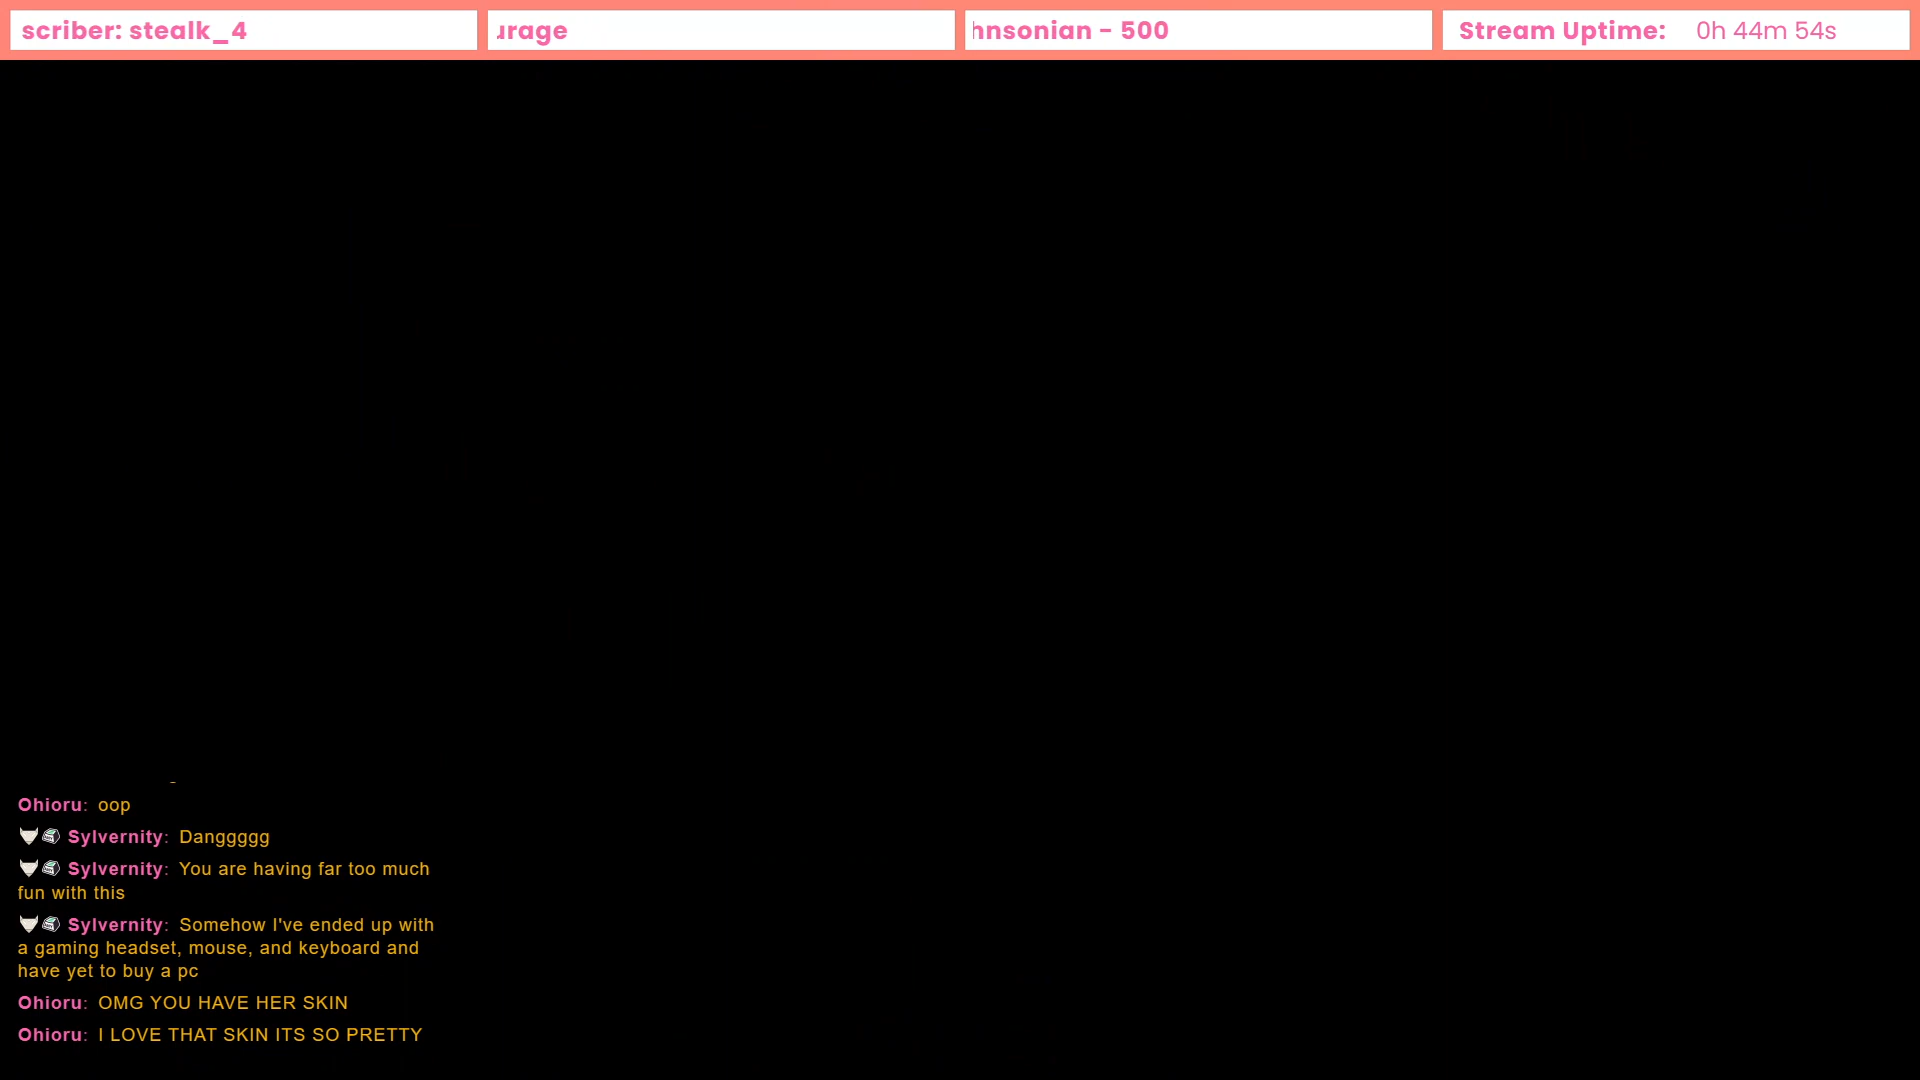 scriber: stealk_4
urage
hnsonian - 500
Stream Uptime: 0h 44m 54s
Ohioru: oop
Sylvernity: Danggggg
Sylvernity: You are having far too much
fun with this
Sylvernity: Somehow I've ended up with
a gaming headset, mouse, and keyboard and
have yet to buy a pc
Ohioru: OMG YOU HAVE HER SKIN
Ohioru: I LOVE THAT SKIN ITS SO PRETTY